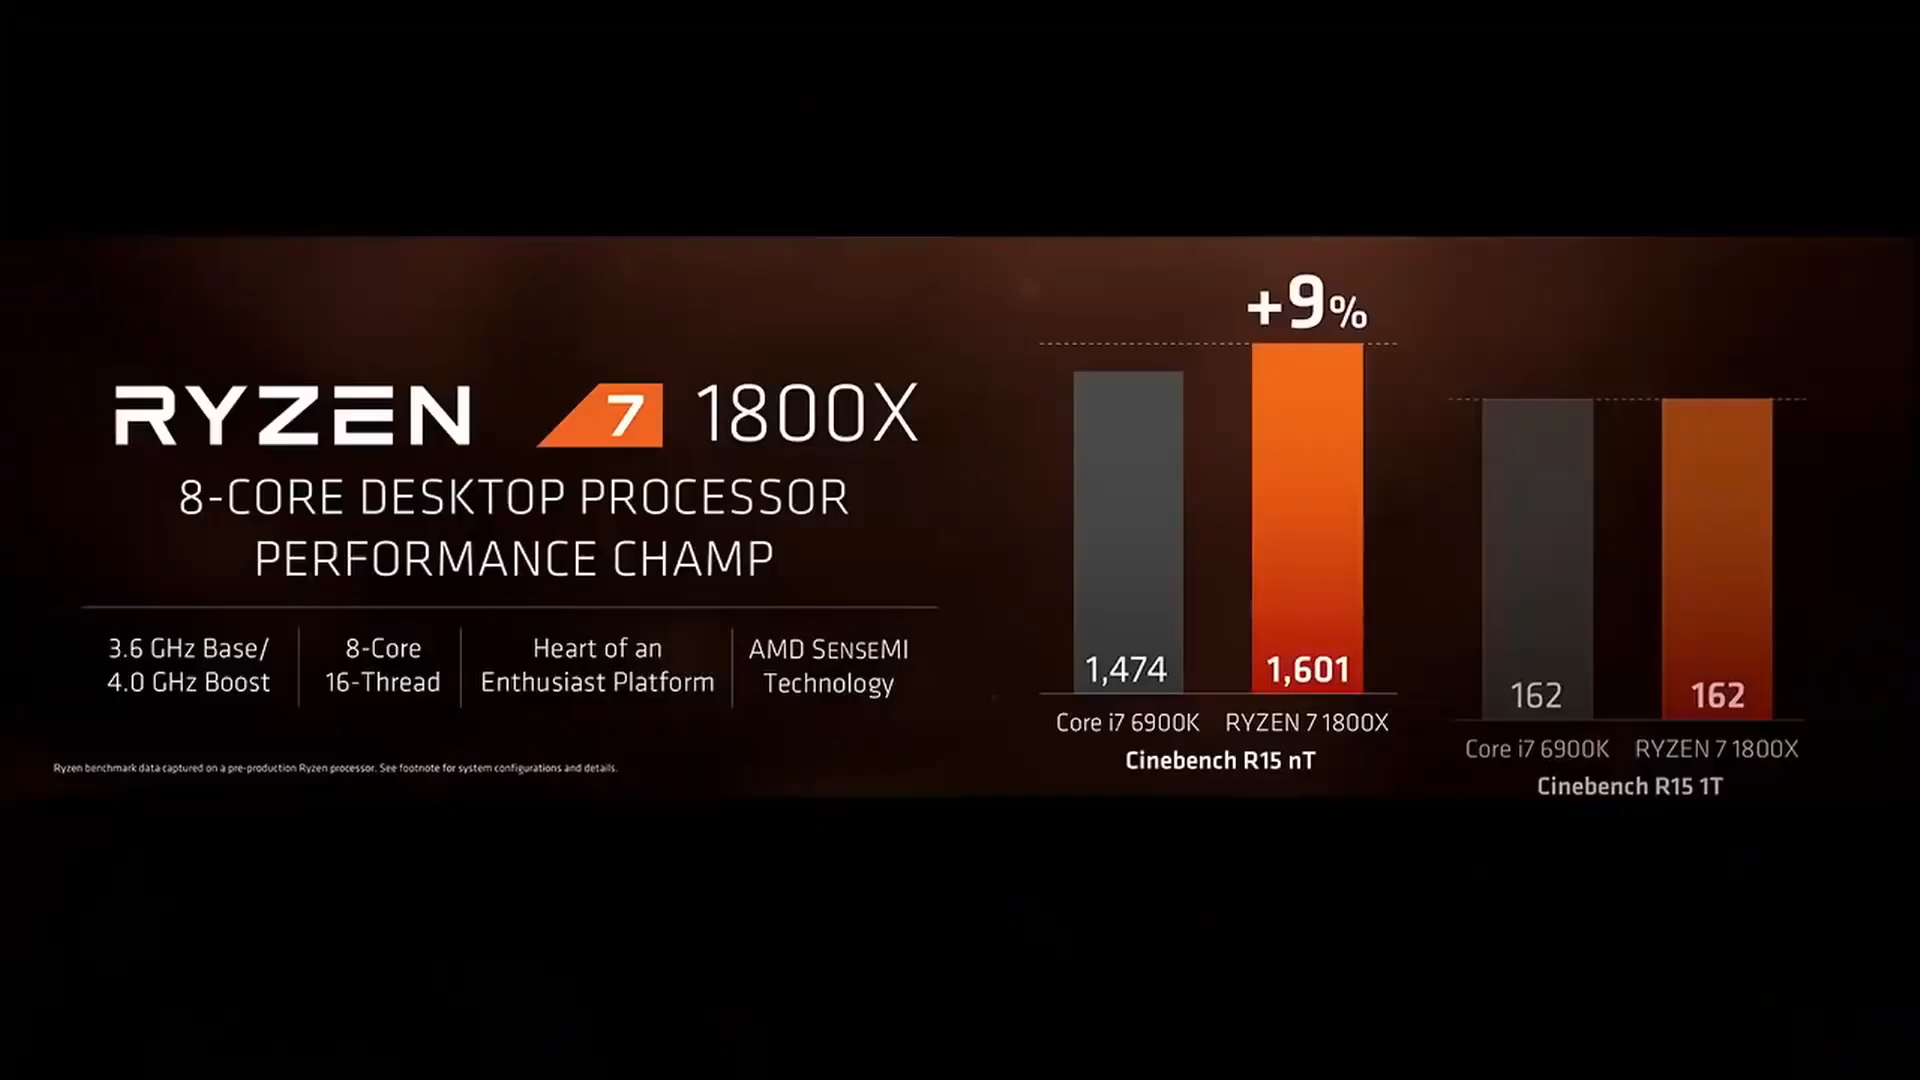 RYZEN 7 1800X
8-CORE DESKTOP PROCESSOR
PERFORMANCE CHAMP
3.6 GHz Base/
4.0 GHz Boost
8-Core
16-Thread
Heart of an
Enthusiast Platform
AMD SENSEMI
Technology
Ryzen benchmark data captured on a pre-production Ryzen processor. See footnote for system configurations and details.
+9%
1,474
1,601
Core i7 6900K
RYZEN 7 1800X
Cinebench R15 nT
162
162
Core i7 6900K
RYZEN 7 1800X
Cinebench R15 1T